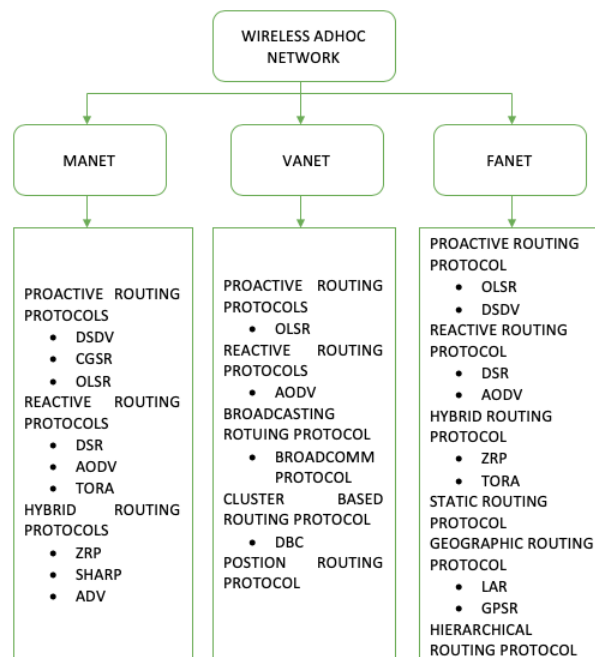 WIRELESS ADHOC
NETWORK
MANET
VANET
FANET
PROACTIVE ROUTING
PROTOCOLS
• DSDV
• CGSR
• OLSR
REACTIVE ROUTING
PROTOCOLS
• DSR
• AODV
• TORA
HYBRID ROUTING
PROTOCOLS
• ZRP
• SHARP
• ADV
PROACTIVE ROUTING
PROTOCOLS
• OLSR
REACTIVE ROUTING
PROTOCOLS
• AODV
BROADCASTING
ROTUING PROTOCOL
• BROADCOMM
PROTOCOL
CLUSTER BASED
ROUTING PROTOCOL
• DBC
POSTION ROUTING
PROTOCOL
PROACTIVE ROUTING
PROTOCOL
• OLSR
• DSDV
REACTIVE ROUTING
PROTOCOL
• DSR
• AODV
HYBRID ROUTING
PROTOCOL
• ZRP
• TORA
STATIC ROUTING
PROTOCOL
GEOGRAPHIC ROUTING
PROTOCOL
• LAR
• GPSR
HIERARCHICAL
ROUTING PROTOCOL